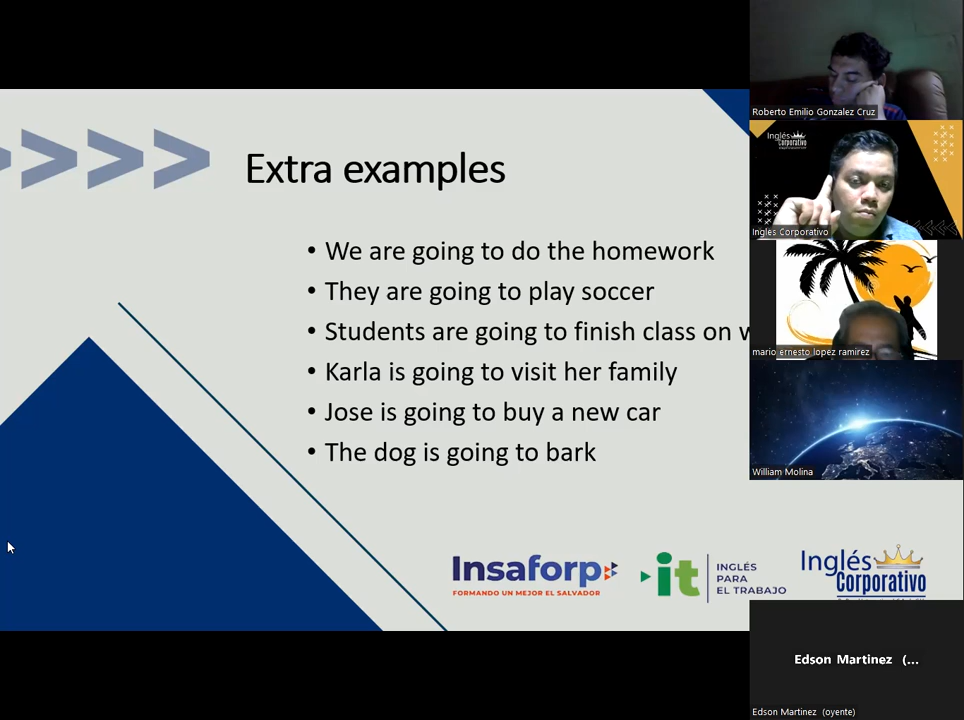 Extra examples
• We are going to do the homework
• They are going to play soccer
• Students are going to finish class on
• Karla is going to visit her family
• Jose is going to buy a new car
• The dog is going to bark
Insaforp
FORMANDO UN MEJOR EL SALVADOR
it
INGLÉS
PARA
EL TRABAJO
Inglés
Corporativo
Roberto Emilio Gonzalez Cruz
Inglés
Corporativo
Ingles Corporativo
mario ernesto lopez ramirez
William Molina
Edson Martinez (...
Edson Martinez (oyente)